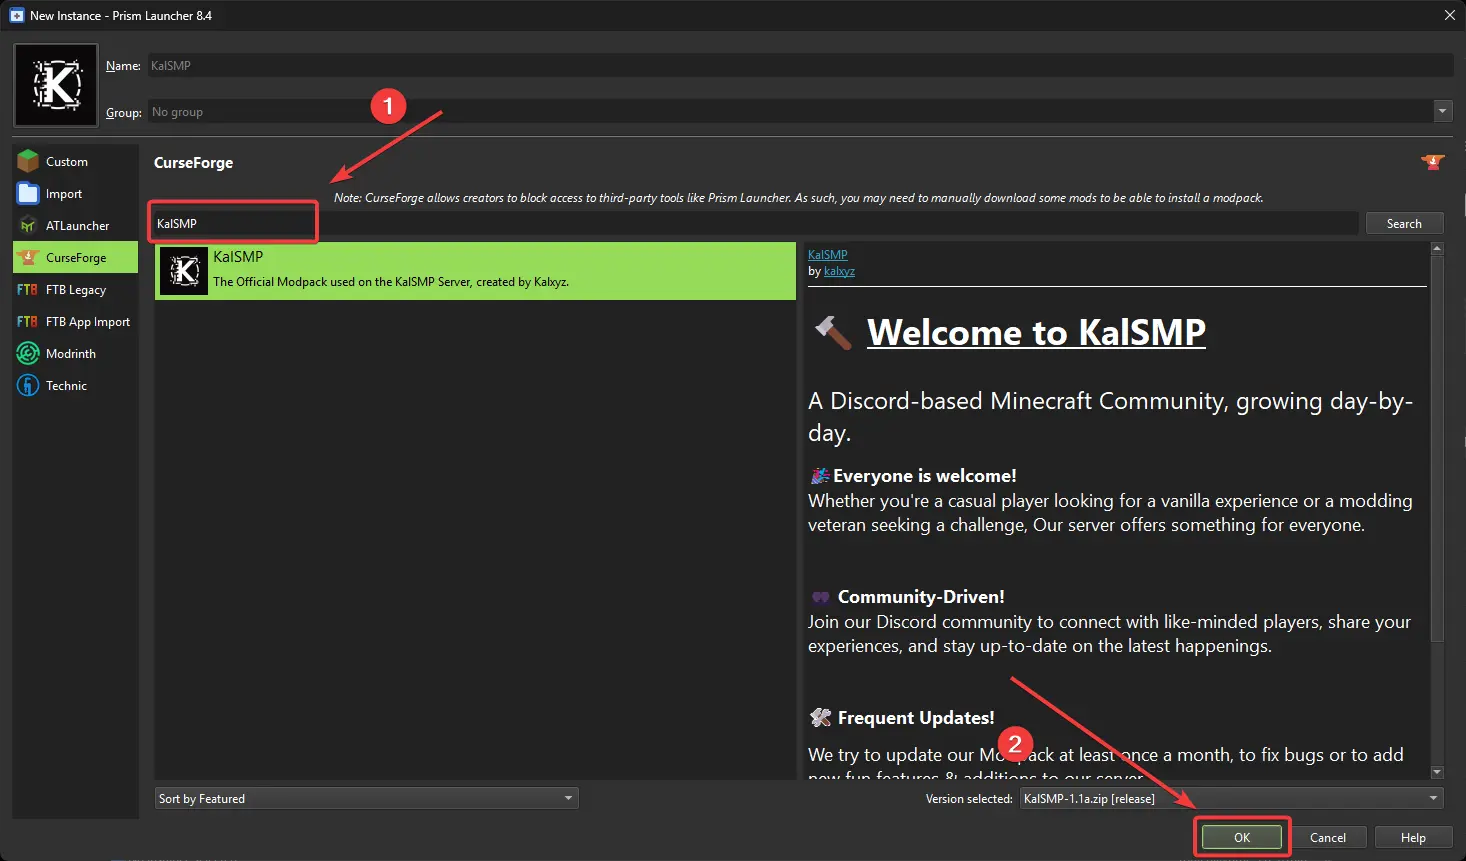 New Instance - Prism Launcher 8.4
K
Name: KalSMP
Group: No group
1
Custom
Import
ATLauncher
CurseForge
FTB Legacy
FTB App Import
Modrinth
Technic
CurseForge
Note: CurseForge allows creators to block access to third-party tools like Prism Launcher. As such, you may need to manually download some mods to be able to install a modpack.
KalSMP
Search
K
KalSMP
The Official Modpack used on the KalSMP Server, created by Kalxyz.
KalSMP
by kalxyz
Welcome to KalSMP
A Discord-based Minecraft Community, growing day-by-
day.
Everyone is welcome!
Whether you're a casual player looking for a vanilla experience or a modding
veteran seeking a challenge, Our server offers something for everyone.
Community-Driven!
Join our Discord community to connect with like-minded players, share your
experiences, and stay up-to-date on the latest happenings.
Frequent Updates!
2
We try to update our Modpack at least once a month, to fix bugs or to add
new fun features & additions to our server
Sort by Featured
Version selected: KalSMP-1.1a.zip [release]
OK
Cancel
Help